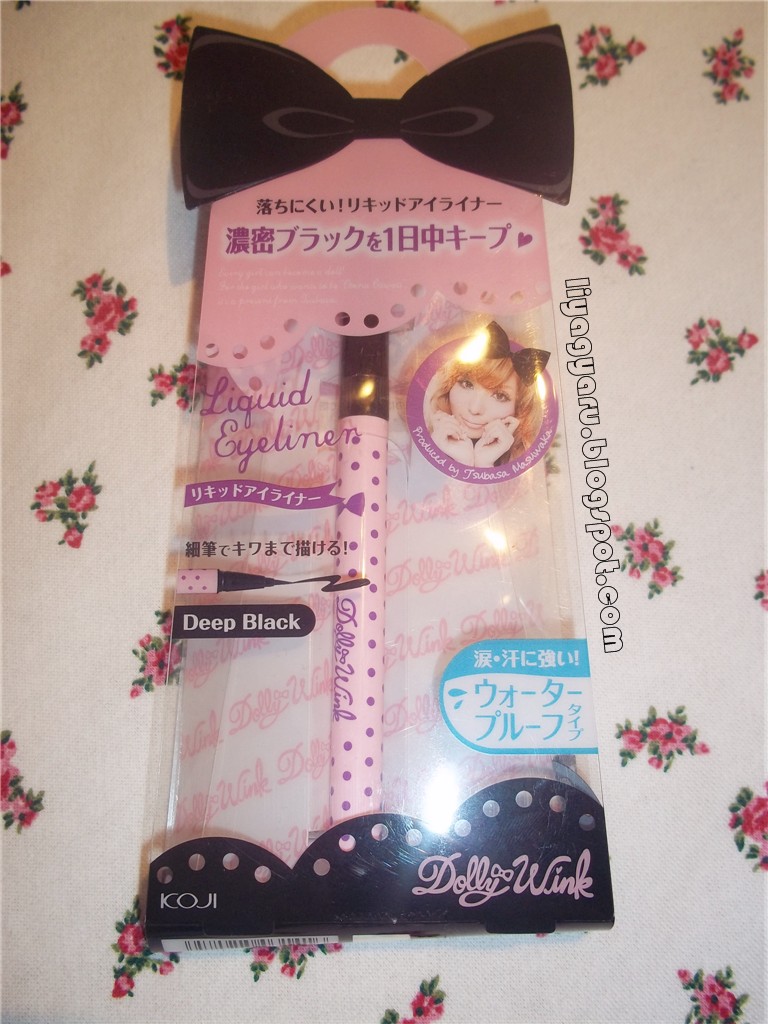 落ちにくい!リキッドアイライナー
濃密ブラックを1日中キープ♥
Liquid
Eyeliner
リキッドアイライナー
細筆でキワまで描ける!
Deep Black
Dolly Wink
Produced by Tsubasa Masuwaka
liyagyaru.blogspot.com
涙・汗に強い!
ウォーター
プルーフ
タイプ
KOJI
Dolly Wink